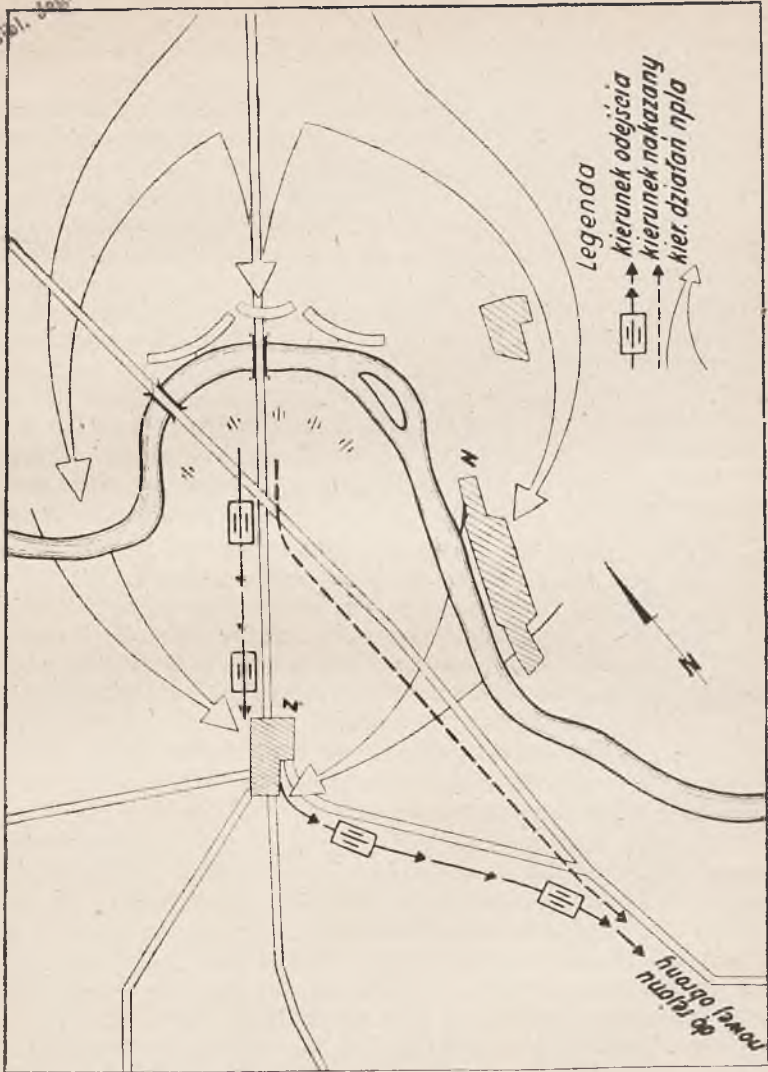 Legenda
kierunek odejścia
kierunek nakazany
kier. działań npla
N
Z
N
do rejonu
nowej obrony